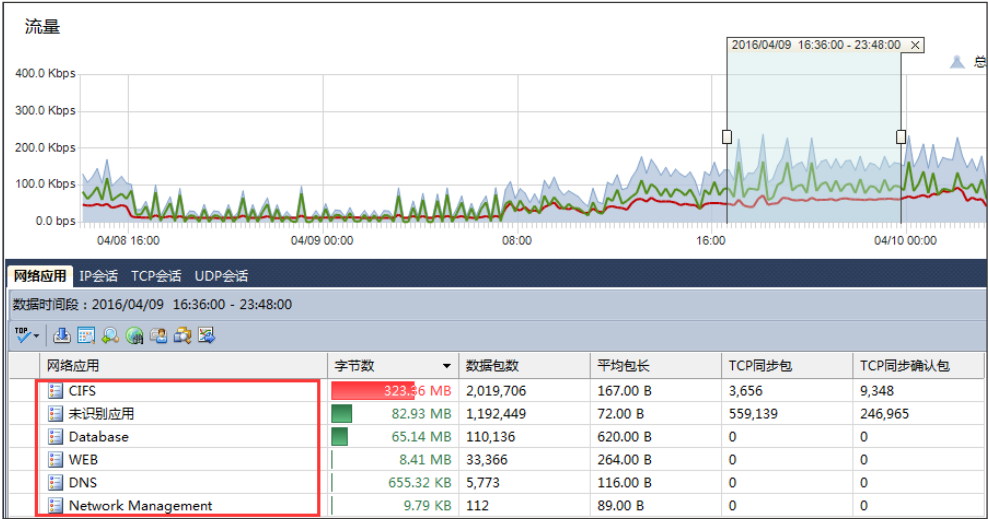 流量
2016/04/09 16:36:00 - 23:48:00
总
400.0 Kbps
300.0 Kbps
200.0 Kbps
100.0 Kbps
0.0 bps
04/08 16:00 04/09 00:00 08:00 16:00 04/10 00:00
网络应用 IP会话 TCP会话 UDP会话
数据时间段：2016/04/09 16:36:00 - 23:48:00
TOP
网络应用 字节数 数据包数 平均包长 TCP同步包 TCP同步确认包
CIFS 323.36 MB 2,019,706 167.00 B 3,656 9,348
未识别应用 82.93 MB 1,192,449 72.00 B 559,139 246,965
Database 65.14 MB 110,136 620.00 B 0 0
WEB 8.41 MB 33,366 264.00 B 0 0
DNS 655.32 KB 5,773 116.00 B 0 0
Network Management 9.79 KB 112 89.00 B 0 0